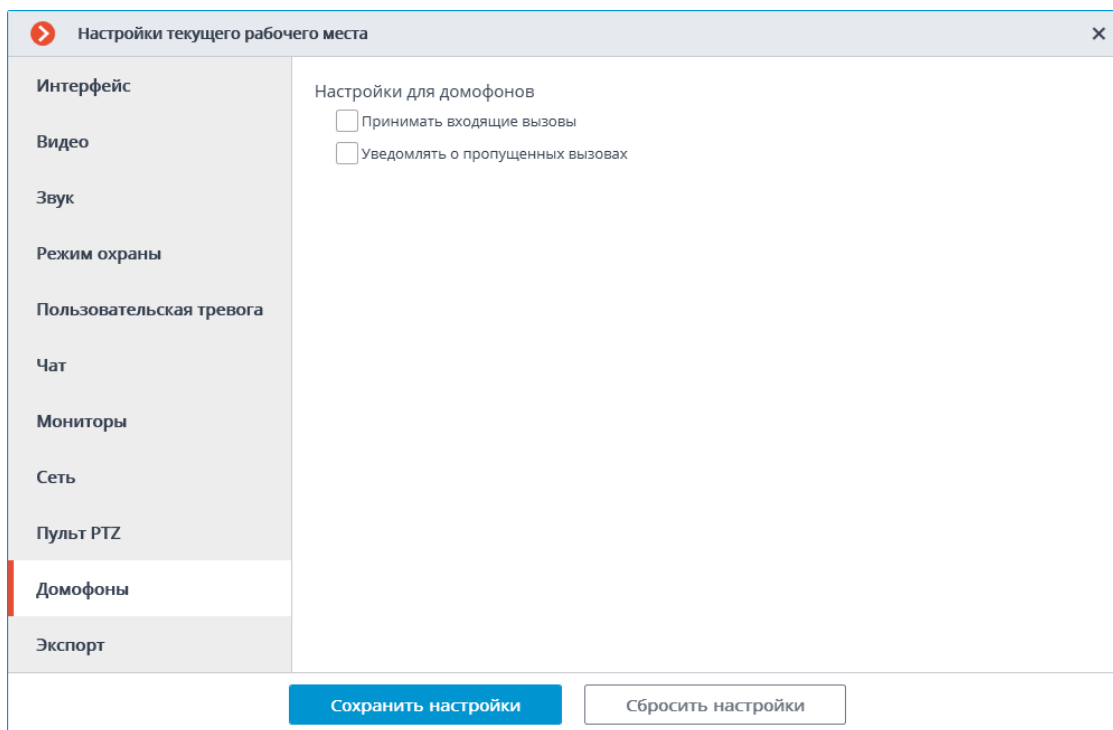 Настройки текущего рабочего места
Интерфейс
Видео
Звук
Режим охраны
Пользовательская тревога
Чат
Мониторы
Сеть
Пульт PTZ
Домофоны
Экспорт
Настройки для домофонов
Принимать входящие вызовы
Уведомлять о пропущенных вызовах
Сохранить настройки
Сбросить настройки